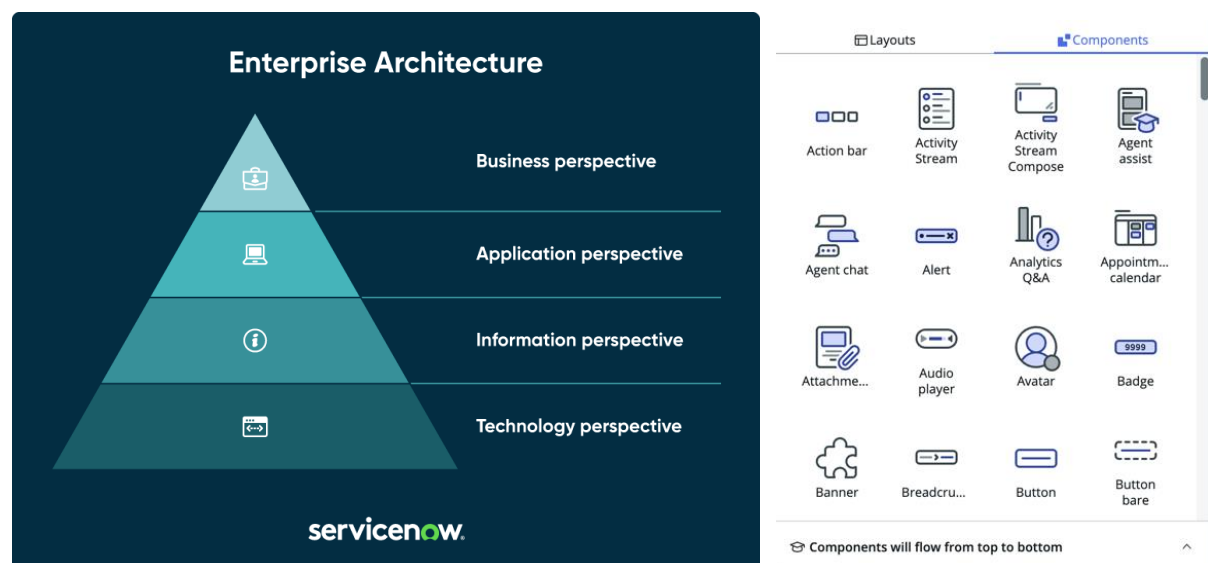 Enterprise Architecture
Business perspective
Application perspective
Information perspective
Technology perspective
servicenow.
Layouts
Components
Action bar
Activity
Stream
Activity
Stream
Compose
Agent
assist
Agent chat
Alert
Analytics
Q&A
Appointm...
calendar
Attachme...
Audio
player
Avatar
9999
Badge
Banner
Breadcru...
Button
Button
bare
Components will flow from top to bottom